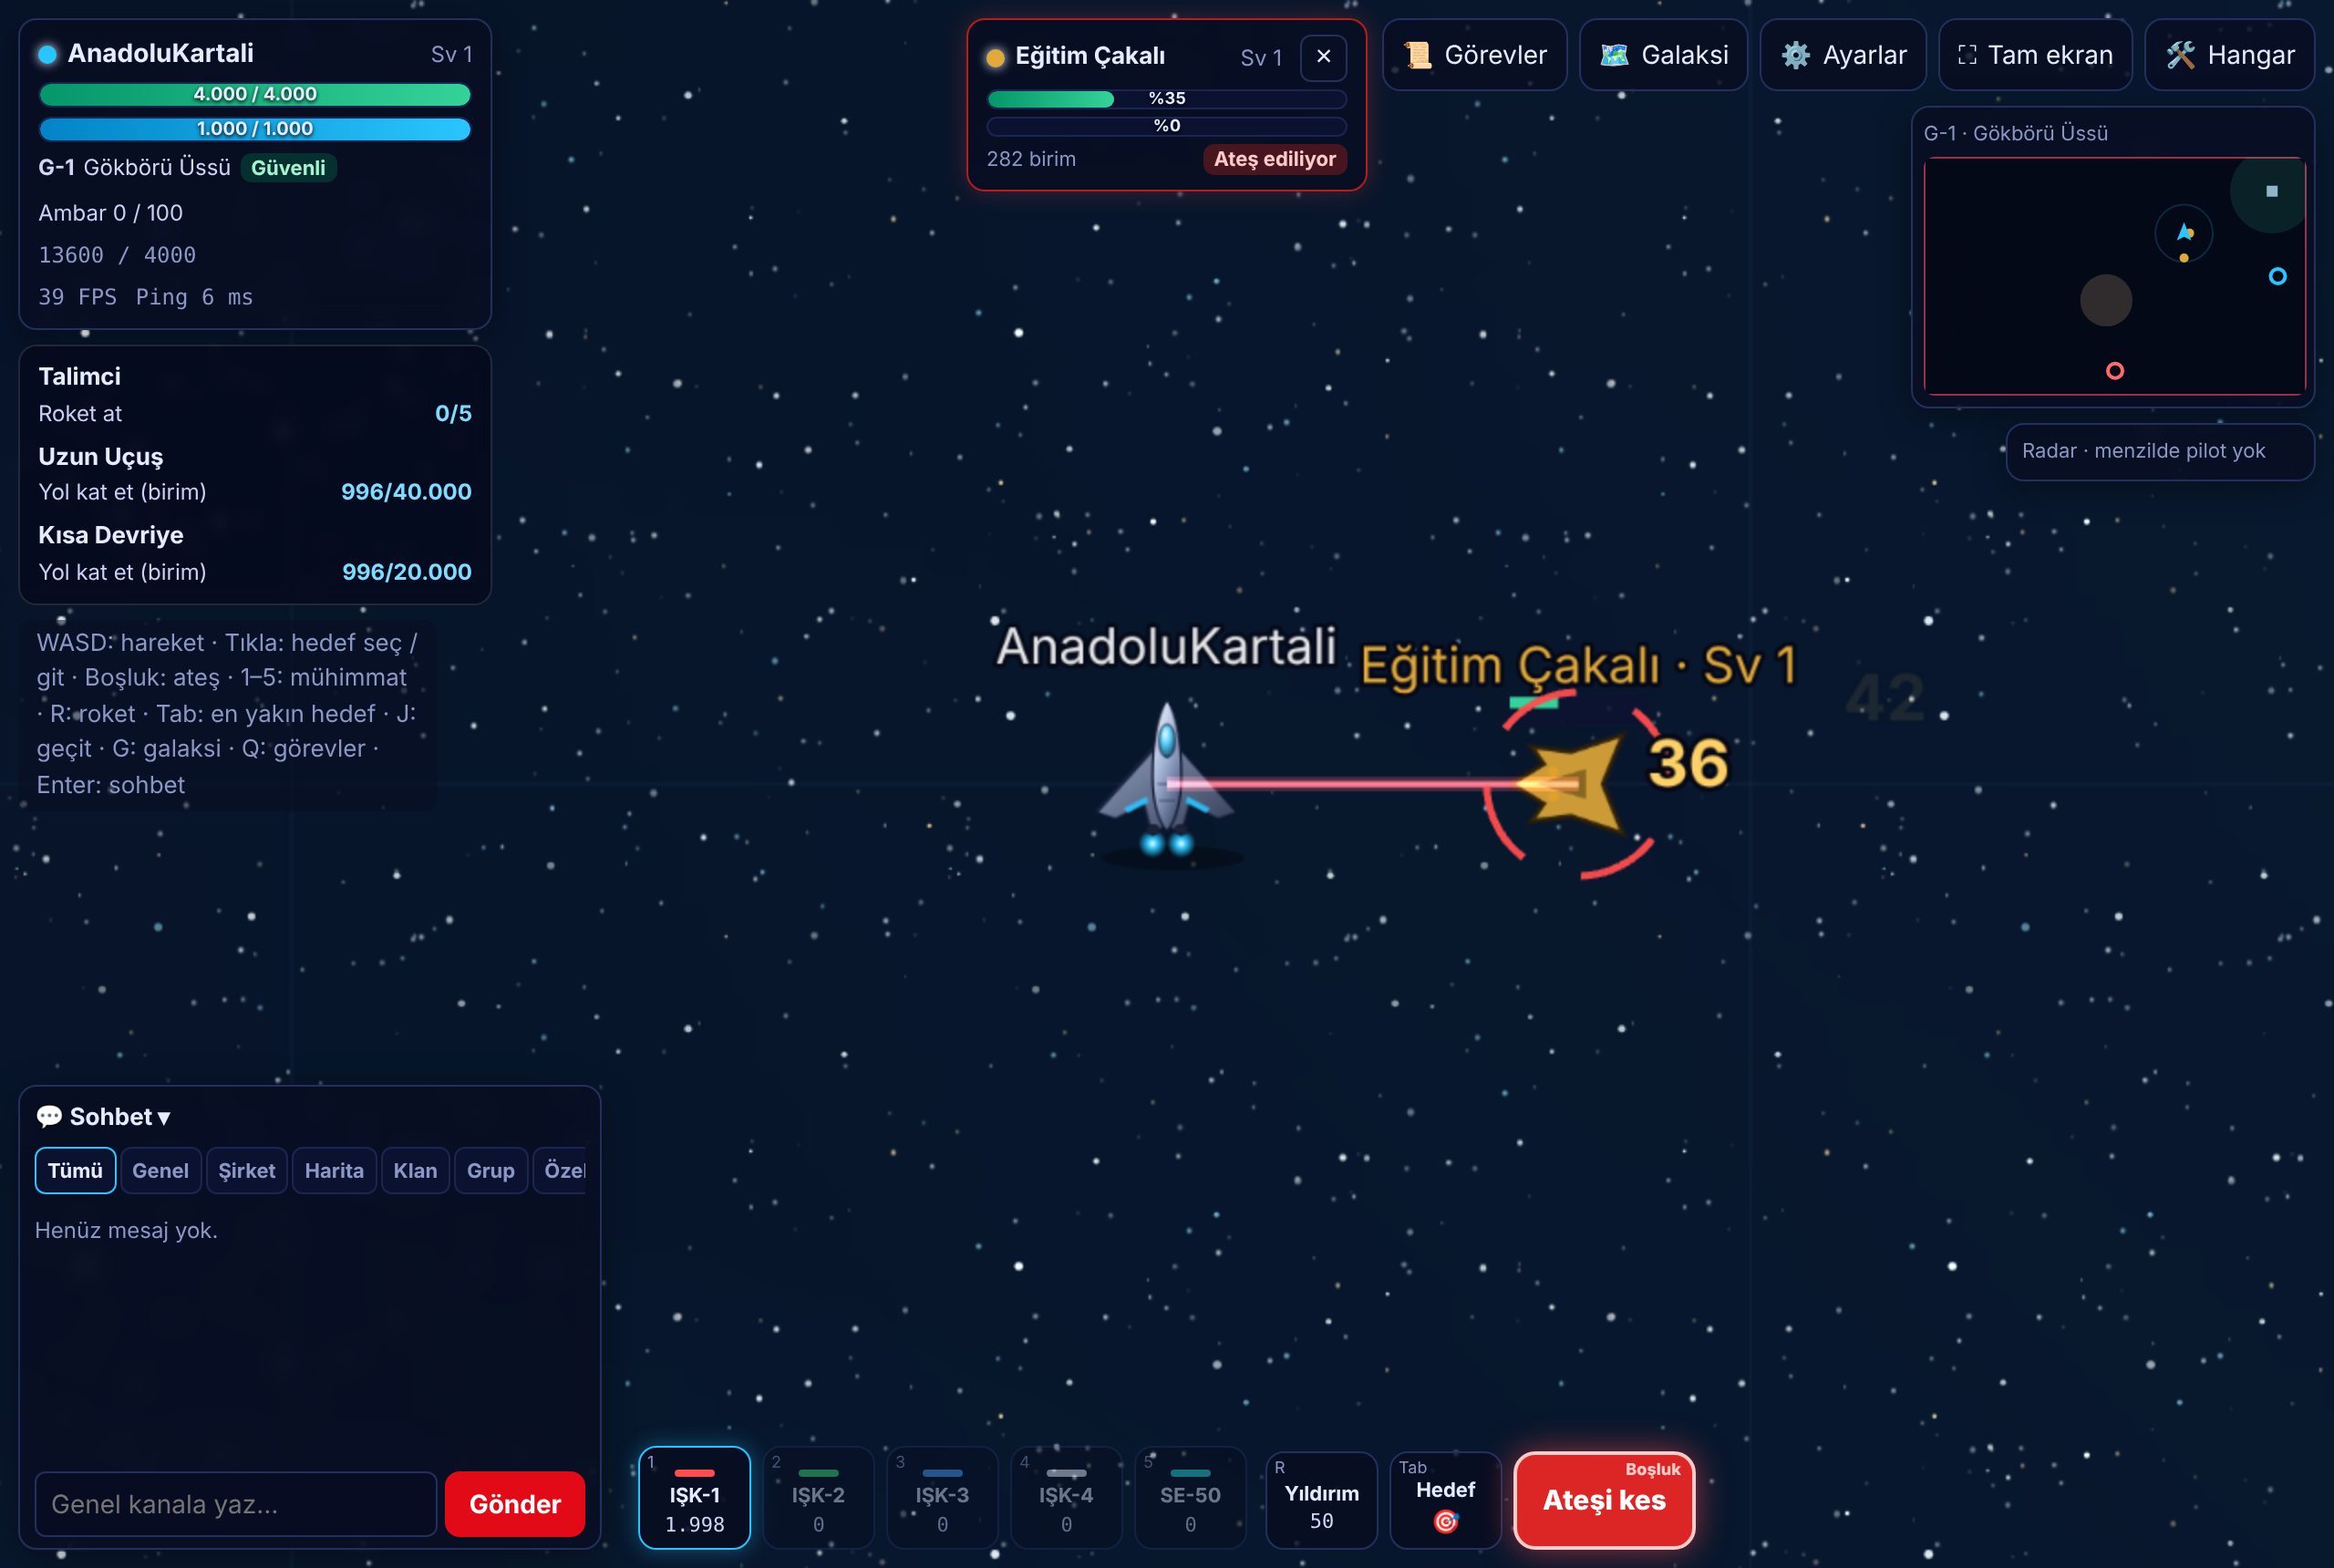 AnadoluKartali Sv 1
4.000 / 4.000
1.000 / 1.000
G-1 Gökbörü Üssü Güvenli
Ambar 0 / 100
13600 / 4000
39 FPS Ping 6 ms
Talimci
Roket at 0/5
Uzun Uçuş
Yol kat et (birim) 996/40.000
Kısa Devriye
Yol kat et (birim) 996/20.000
WASD: hareket · Tıkla: hedef seç /
git · Boşluk: ateş · 1–5: mühimmat
· R: roket · Tab: en yakın hedef · J:
geçit · G: galaksi · Q: görevler ·
Enter: sohbet
Eğitim Çakalı Sv 1 ✕
%35
%0
282 birim Ateş ediliyor
Görevler
Galaksi
Ayarlar
Tam ekran
Hangar
G-1 · Gökbörü Üssü
Radar · menzilde pilot yok
AnadoluKartali
Eğitim Çakalı · Sv 1
42
36
Sohbet ▾
Tümü Genel Şirket Harita Klan Grup Özel
Henüz mesaj yok.
Genel kanala yaz...
Gönder
1
IŞK-1
1.998
2
IŞK-2
0
3
IŞK-3
0
4
IŞK-4
0
5
SE-50
0
R
Yıldırım
50
Tab
Hedef
Boşluk
Ateşi kes